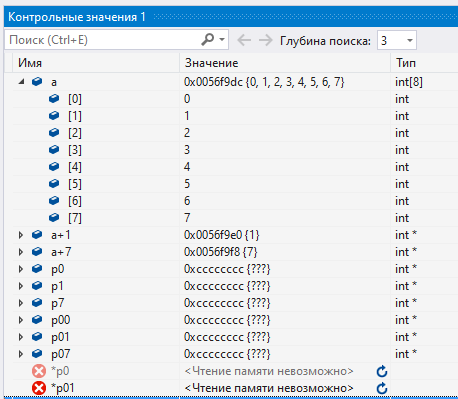 Контрольные значения 1
Поиск (Ctrl+E) Глубина поиска: 3
Имя Значение Тип
a 0x0056f9dc {0, 1, 2, 3, 4, 5, 6, 7} int[8]
[0] 0 int
[1] 1 int
[2] 2 int
[3] 3 int
[4] 4 int
[5] 5 int
[6] 6 int
[7] 7 int
a+1 0x0056f9e0 {1} int *
a+7 0x0056f9f8 {7} int *
p0 0xcccccccc {???} int *
p1 0xcccccccc {???} int *
p7 0xcccccccc {???} int *
p00 0xcccccccc {???} int *
p01 0xcccccccc {???} int *
p07 0xcccccccc {???} int *
*p0 <Чтение памяти невозможно>
*p01 <Чтение памяти невозможно>